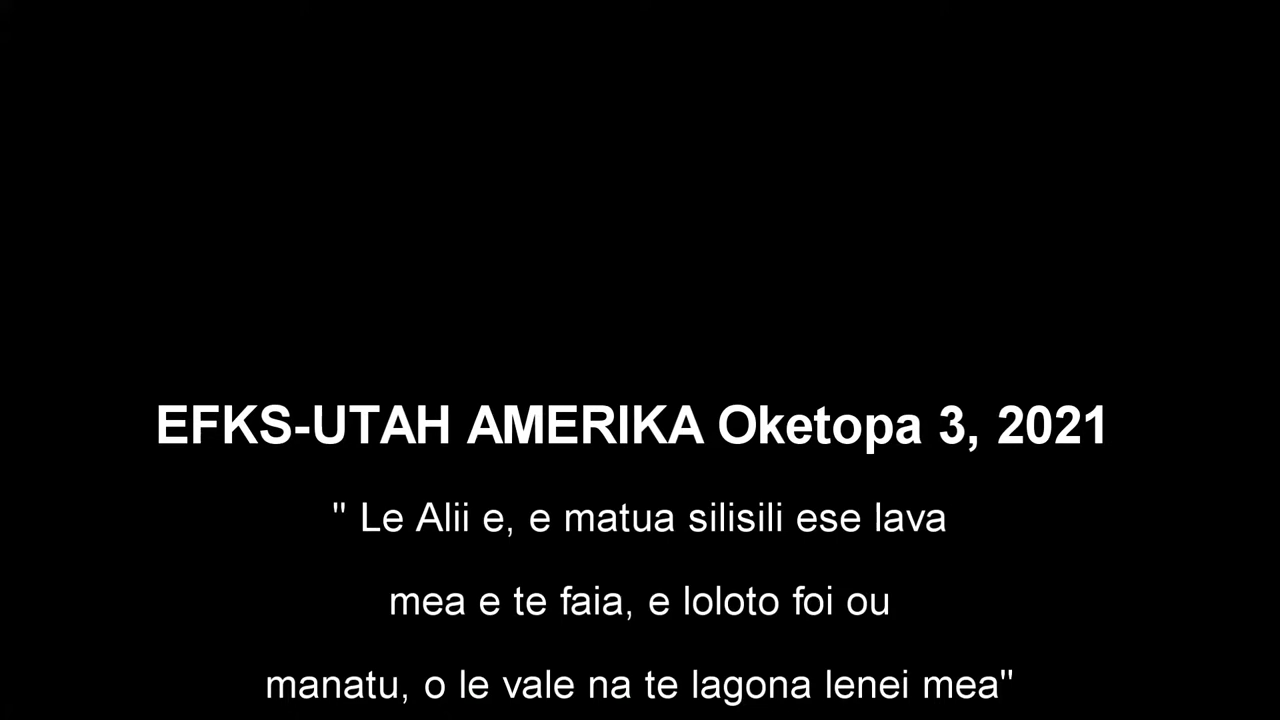 EFKS-UTAH AMERIKA Oketopa 3, 2021
" Le Alii e, e matua silisili ese lava
mea e te faia, e loloto foi ou
manatu, o le vale na te lagona lenei mea"